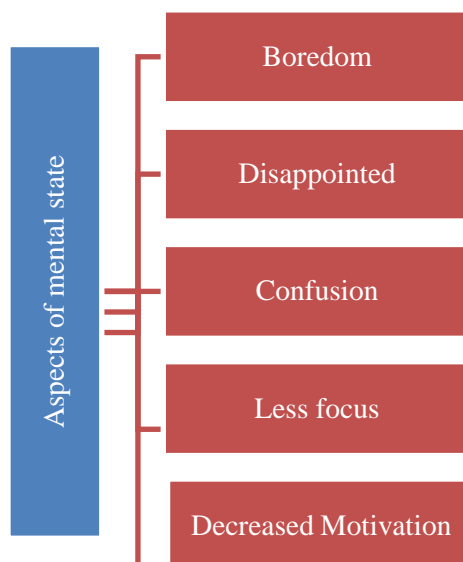 Aspects of mental state
Boredom
Disappointed
Confusion
Less focus
Decreased Motivation